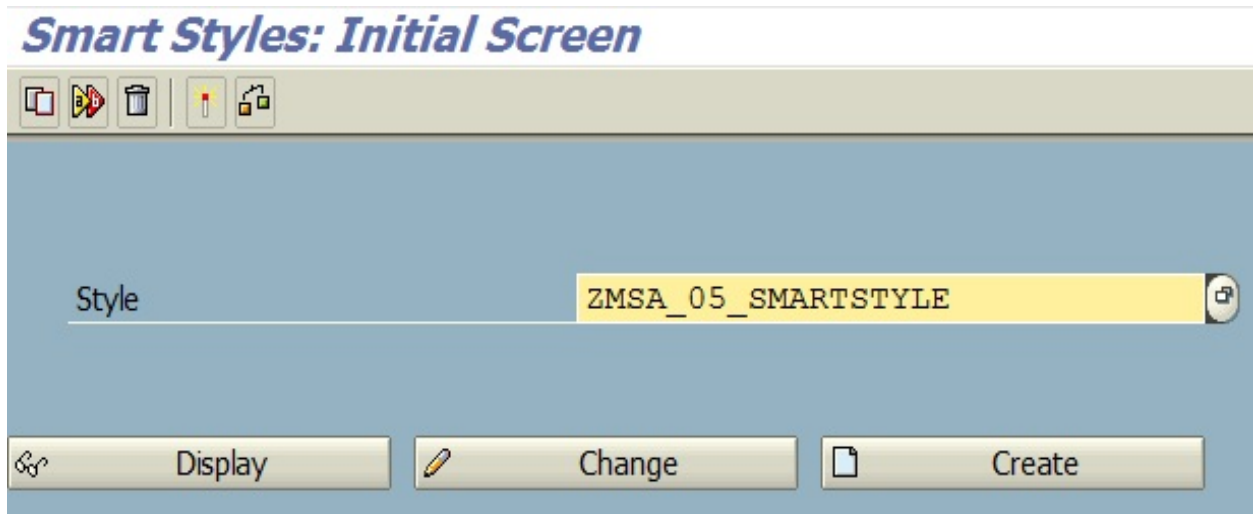 Smart Styles: Initial Screen
Style ZMSA_05_SMARTSTYLE
Display Change Create